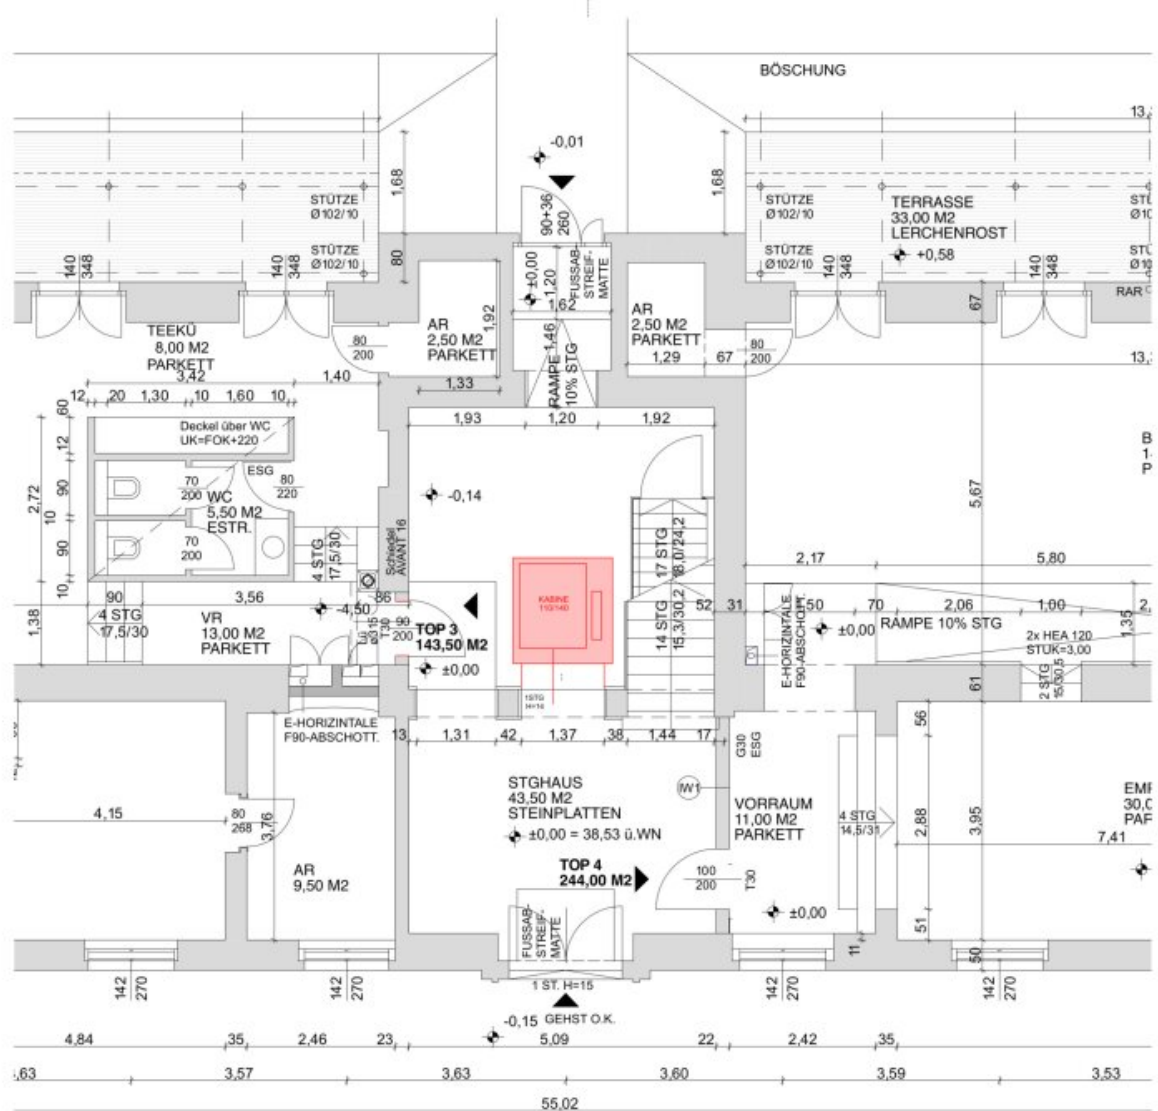 BÖSCHUNG
13,
-0,01
1,68
1,68
STÜTZE
Ø102/10
90+36
260
STÜTZE
Ø102/10
TERRASSE
33,00 M2
LERCHENROST
+0,58
STÜTZE
Ø102/10
STÜTZE
Ø102/10
140
348
140
348
80
±0,00
1,20
FUSSAB-
STREIF-
MATTE
1,62
140
348
140
348
67
RAR
TEEKÜ
8,00 M2
PARKETT
80
200
AR
2,50 M2
PARKETT
1,92
1,46
RAMPE
10% STG
AR
2,50 M2
PARKETT
80
200
1,29
67
13,
3,42
1,40
1,33
12
20
1,30
10
1,60
10
60
1,93
1,20
1,92
Deckel über WC
UK=FOK+220
12
ESG
70
200
80
220
WC
5,50 M2
ESTR.
-0,14
2,72
90
10
90
5,67
70
200
4 STG
17,5/30
Schiedel
AVANT 16
17 STG
18,0/24,2
2,17
5,80
10
90
3,56
86
KABINE
110/140
14 STG
15,3/30,2
52
31
50
70
2,06
1,00
2,
1,38
4 STG
17,5/30
-4,50
VR
13,00 M2
PARKETT
Lü
ø315
T30
90
200
TOP 3
143,50 M2
±0,00
E-HORIZINTALE
F90-ABSCHOTT.
±0,00
RAMPE 10% STG
1,35
2x HEA 120
STUK=3,00
61
2 STG
15/30,5
E-HORIZINTALE
F90-ABSCHOTT.
1STG
13
1,31
42
1,37
38
1,44
17
G30
ESG
56
4,15
80
268
3,76
STGHAUS
43,50 M2
STEINPLATTEN
±0,00 = 38,53 ü.WN
IW1
VORRAUM
11,00 M2
PARKETT
4 STG
14,5/31
2,88
3,95
7,41
AR
9,50 M2
TOP 4
244,00 M2
100
200
T30
±0,00
FUSSAB-
STREIF-
MATTE
51
11
50
142
270
142
270
1 ST. H=15
142
270
142
270
-0,15
GEHST O.K.
4,84
35
2,46
23
5,09
22
2,42
35
,63
3,57
3,63
3,60
3,59
3,53
55,02